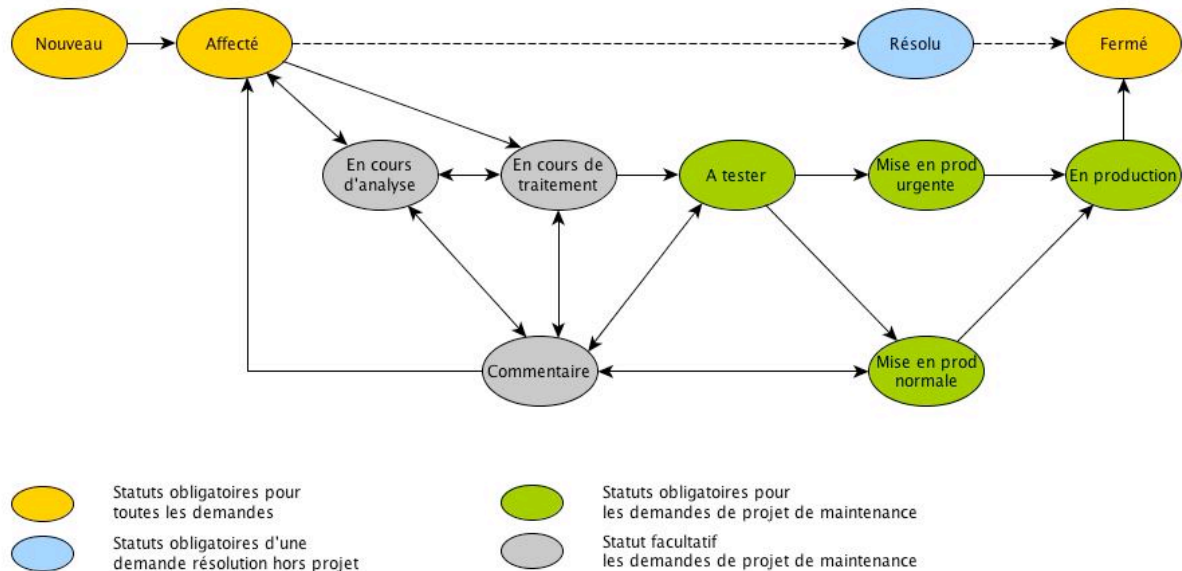 Nouveau
Affecté
Résolu
Fermé
En cours
d'analyse
En cours de
traitement
A tester
Mise en prod
urgente
En production
Commentaire
Mise en prod
normale
Statuts obligatoires pour
toutes les demandes
Statuts obligatoires pour
les demandes de projet de maintenance
Statuts obligatoires d'une
demande résolution hors projet
Statut facultatif
les demandes de projet de maintenance